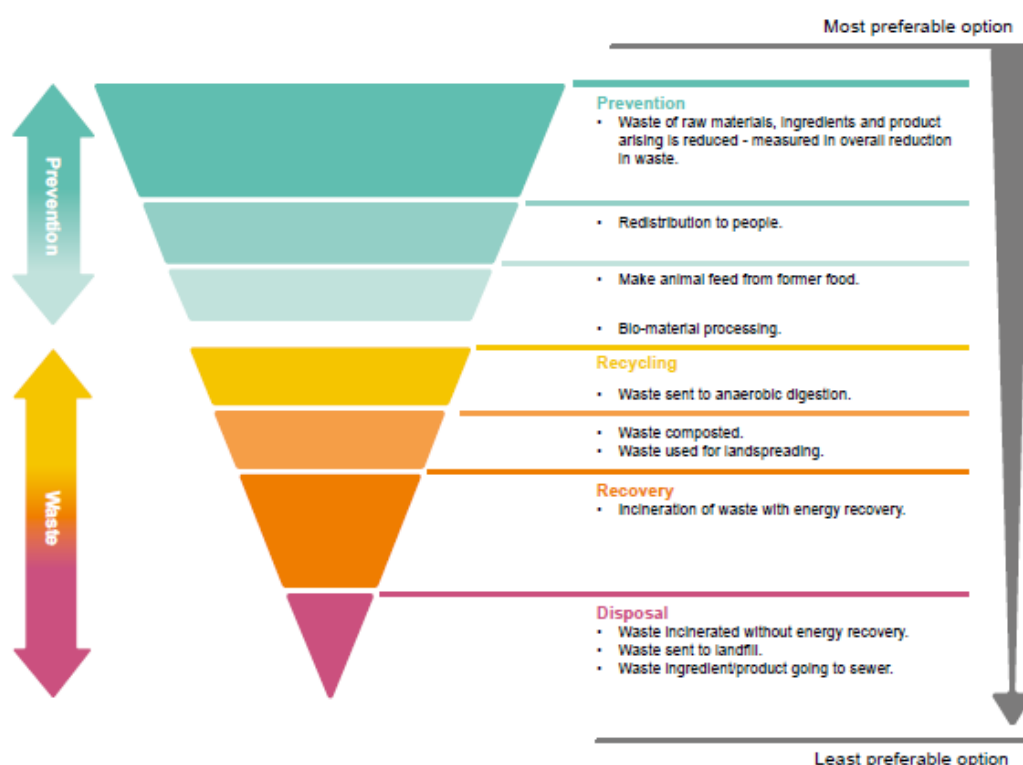 Most preferable option
Prevention
Prevention
• Waste of raw materials, ingredients and product
arising is reduced - measured in overall reduction
in waste.
• Redistribution to people.
• Make animal feed from former food.
• Bio-material processing.
Waste
Recycling
• Waste sent to anaerobic digestion.
• Waste composted.
• Waste used for landspreading.
Recovery
• Incineration of waste with energy recovery.
Disposal
• Waste incinerated without energy recovery.
• Waste sent to landfill.
• Waste ingredient/product going to sewer.
Least preferable option